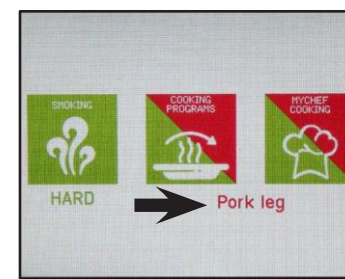 SMOKING
COOKING
PROGRAMS
MYCHEF
COOKING
HARD
Pork leg